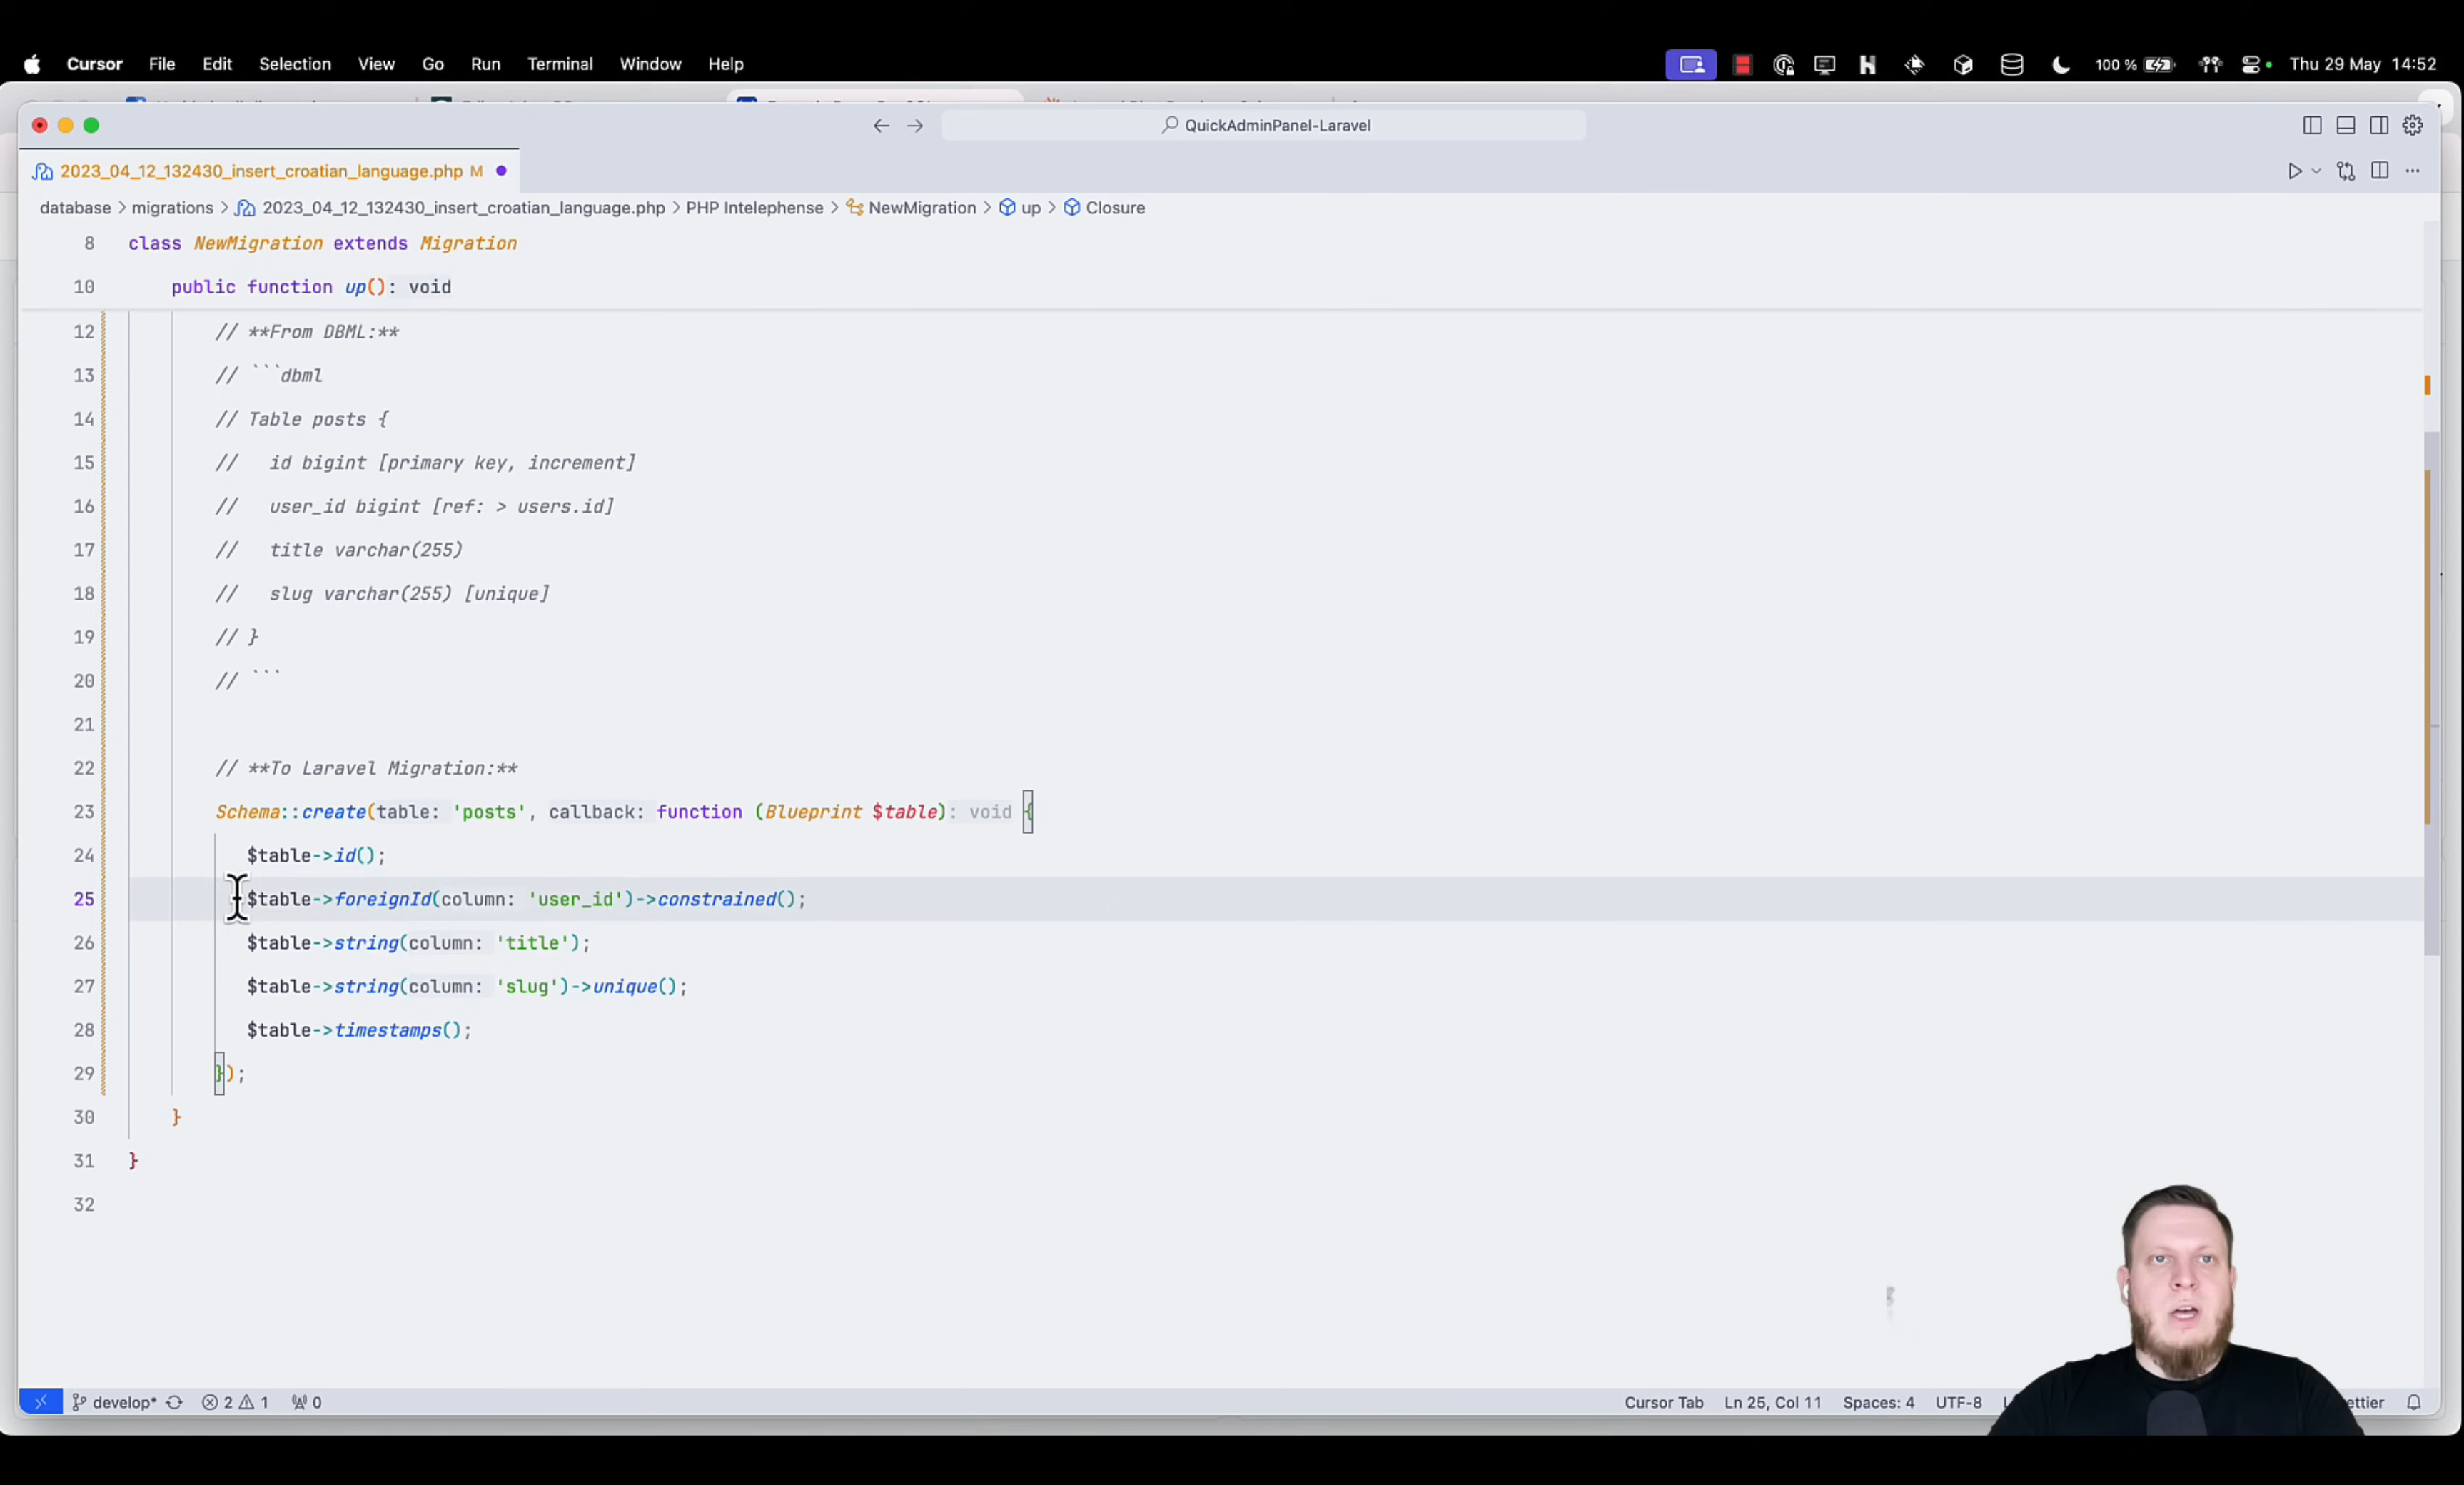 Cursor File Edit Selection View Go Run Terminal Window Help 100 % Thu 29 May 14:52
QuickAdminPanel-Laravel
2023_04_12_132430_insert_croatian_language.php M
database > migrations > 2023_04_12_132430_insert_croatian_language.php > PHP Intelephense > NewMigration > up > Closure
8 class NewMigration extends Migration
10 public function up(): void
12 // **From DBML:**
13 // ```dbml
14 // Table posts {
15 // id bigint [primary key, increment]
16 // user_id bigint [ref: > users.id]
17 // title varchar(255)
18 // slug varchar(255) [unique]
19 // }
20 // ```
21
22 // **To Laravel Migration:**
23 Schema::create(table: 'posts', callback: function (Blueprint $table): void {
24 $table->id();
25 $table->foreignId(column: 'user_id')->constrained();
26 $table->string(column: 'title');
27 $table->string(column: 'slug')->unique();
28 $table->timestamps();
29 });
30 }
31 }
32
develop* 2 1 0 Cursor Tab Ln 25, Col 11 Spaces: 4 UTF-8 ettier